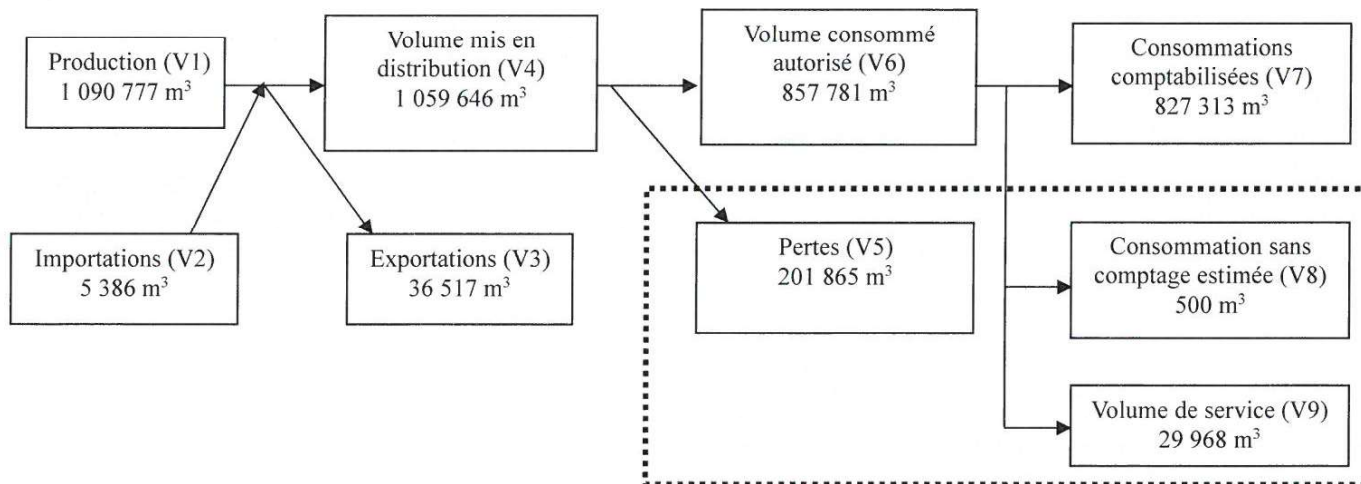 Production (V1)
1 090 777 m³
Volume mis en
distribution (V4)
1 059 646 m³
Volume consommé
autorisé (V6)
857 781 m³
Consommations
comptabilisées (V7)
827 313 m³
Importations (V2)
5 386 m³
Exportations (V3)
36 517 m³
Pertes (V5)
201 865 m³
Consommation sans
comptage estimée (V8)
500 m³
Volume de service (V9)
29 968 m³